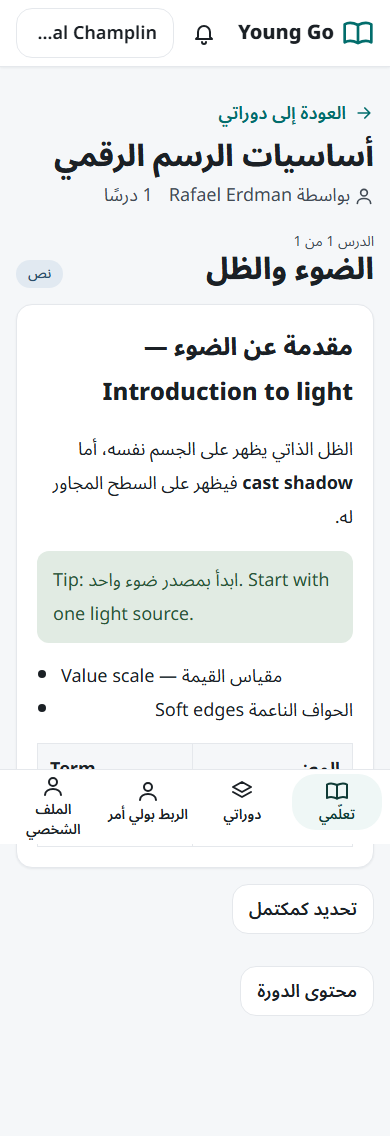 Young Go
...al Champlin
العودة إلى دوراتي
أساسيات الرسم الرقمي
بواسطة Rafael Erdman 1 درسًا
الدرس 1 من 1
الضوء والظل
نص
مقدمة عن الضوء —
Introduction to light
الظل الذاتي يظهر على الجسم نفسه، أما
cast shadow فيظهر على السطح المجاور
له.
Tip: ابدأ بمصدر ضوء واحد. Start with
one light source.
Value scale — مقياس القيمة
الحواف الناعمة Soft edges
Term
تعلّمي
دوراتي
الربط بولي أمر
الملف
الشخصي
تحديد كمكتمل
محتوى الدورة